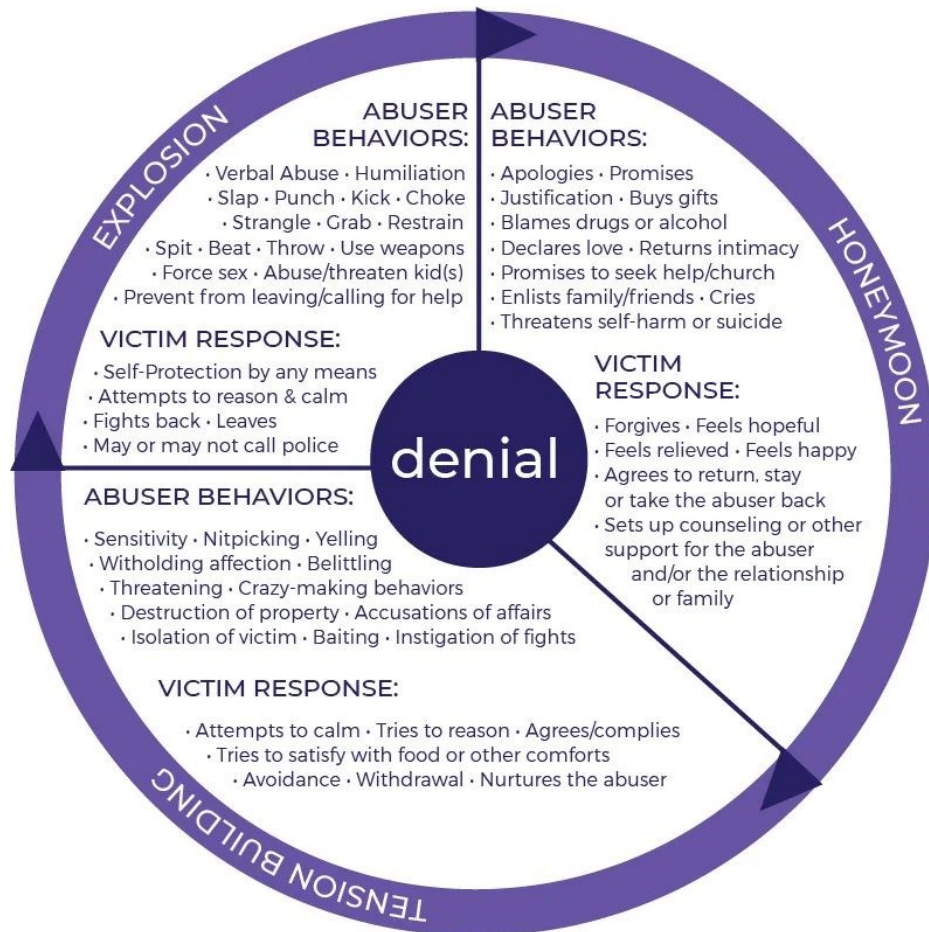 EXPLOSION
ABUSER
BEHAVIORS:
· Verbal Abuse · Humiliation
· Slap · Punch · Kick · Choke
· Strangle · Grab · Restrain
· Spit · Beat · Throw · Use weapons
· Force sex · Abuse/threaten kid(s)
· Prevent from leaving/calling for help
VICTIM RESPONSE:
· Self-Protection by any means
· Attempts to reason & calm
· Fights back · Leaves
· May or may not call police
HONEYMOON
ABUSER
BEHAVIORS:
· Apologies · Promises
· Justification · Buys gifts
· Blames drugs or alcohol
· Declares love · Returns intimacy
· Promises to seek help/church
· Enlists family/friends · Cries
· Threatens self-harm or suicide
VICTIM
RESPONSE:
· Forgives · Feels hopeful
· Feels relieved · Feels happy
· Agrees to return, stay
or take the abuser back
· Sets up counseling or other
support for the abuser
and/or the relationship
or family
denial
ABUSER BEHAVIORS:
· Sensitivity · Nitpicking · Yelling
· Witholding affection · Belittling
· Threatening · Crazy-making behaviors
· Destruction of property · Accusations of affairs
· Isolation of victim · Baiting · Instigation of fights
VICTIM RESPONSE:
· Attempts to calm · Tries to reason · Agrees/complies
· Tries to satisfy with food or other comforts
· Avoidance · Withdrawal · Nurtures the abuser
TENSION BUILDING